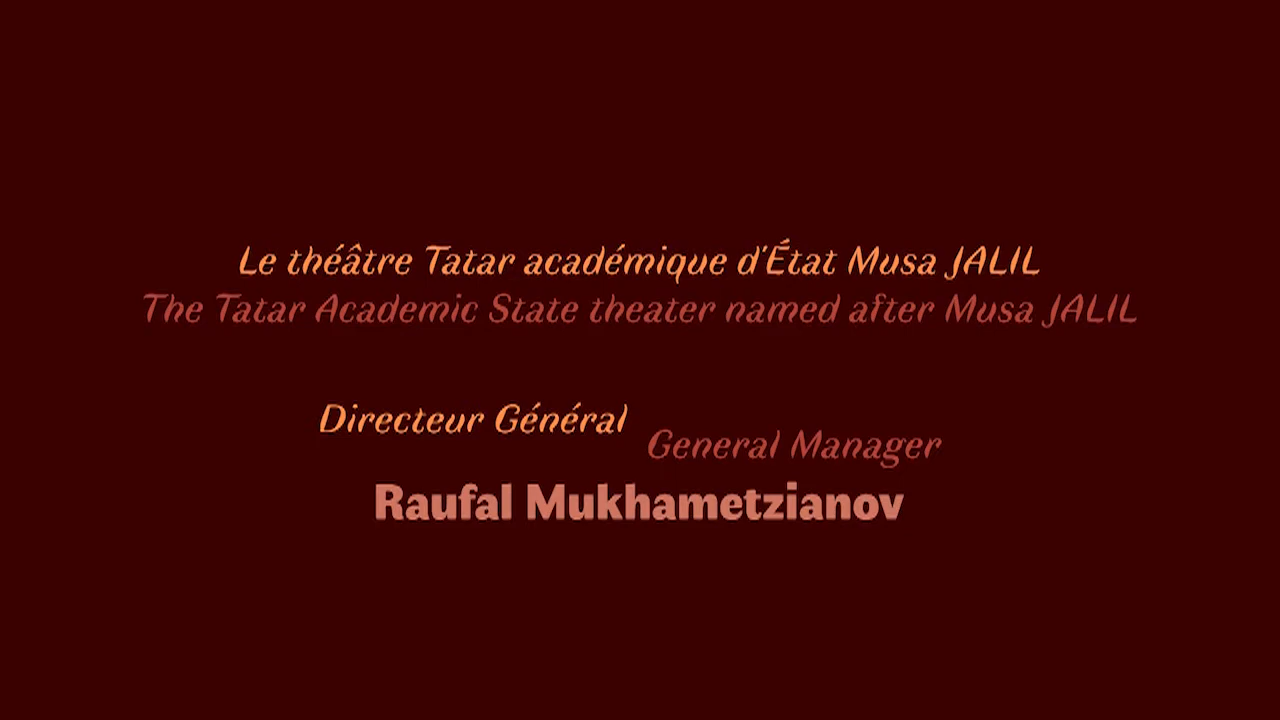 Le théâtre Tatar académique d'État Musa JALIL
The Tatar Academic State theater named after Musa JALIL
Directeur Général
General Manager
Raufal Mukhametzianov